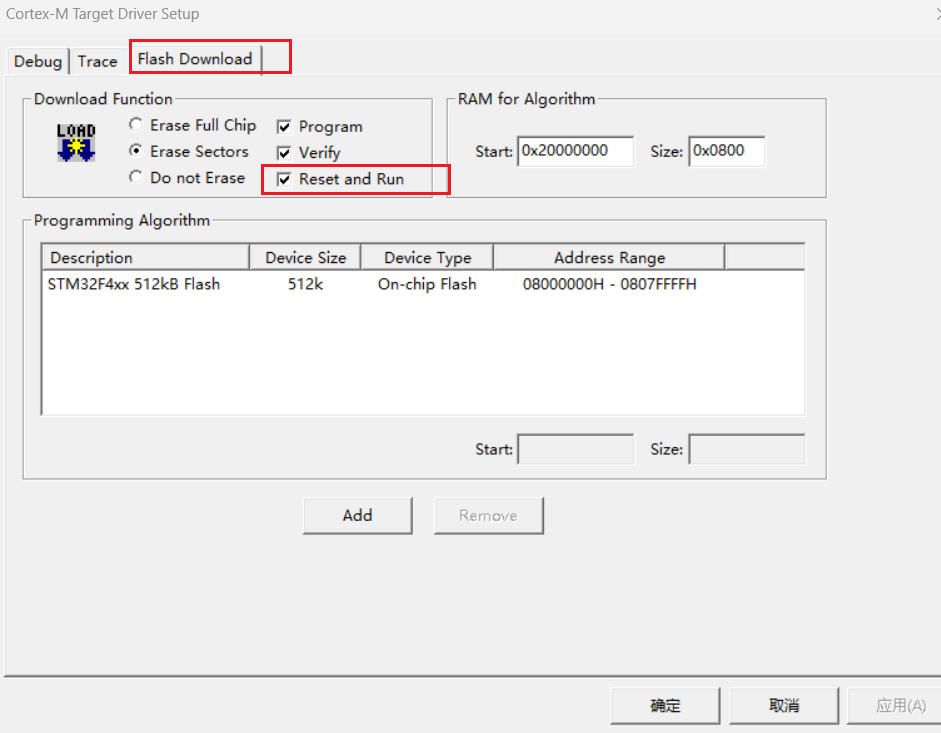 Cortex-M Target Driver Setup
Debug Trace Flash Download
Download Function
LOAD
Erase Full Chip
Erase Sectors
Do not Erase
Program
Verify
Reset and Run
RAM for Algorithm
Start: 0x20000000 Size: 0x0800
Programming Algorithm
Description Device Size Device Type Address Range
STM32F4xx 512kB Flash 512k On-chip Flash 08000000H - 0807FFFFH
Start: Size:
Add Remove
确定 取消 应用(A)